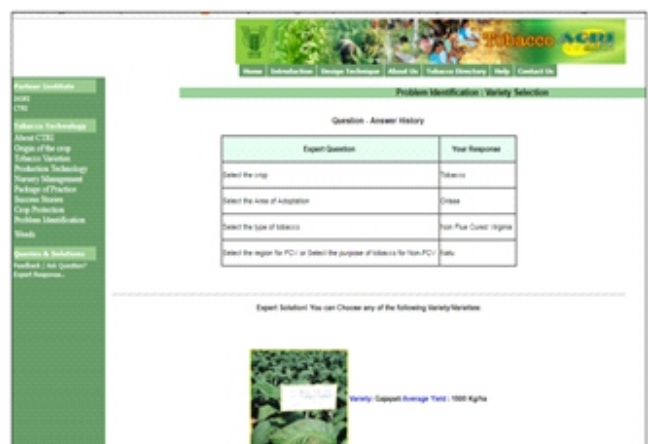 Tobacco AGRI
Home Introduction Design Technique About Us Tobacco Directory Help Contact Us
Partner Institute
CTRI
Problem Identification : Variety Selection
Tobacco Technology
About CTRI
Origin of the crop
Tobacco Varieties
Production Technology
Nursery Management
Package of Practice
Success Stories
Crop Protection
Problem Identification
Weeds
Queries & Solutions
Feedback / Ask Question?
Expert Response..
Question - Answer History
Expert Question Your Response
Select the crop Tobacco
Select the Area of Adoptation Orissa
Select the type of tobacco Non Flue Cured Virginia
Select the region for FCV or Select the purpose of tobacco for Non-FCV Natu
Expert Solution! You can Choose any of the following Variety/Varieties:
Variety: Gajapati Average Yield : 1000 Kg/ha